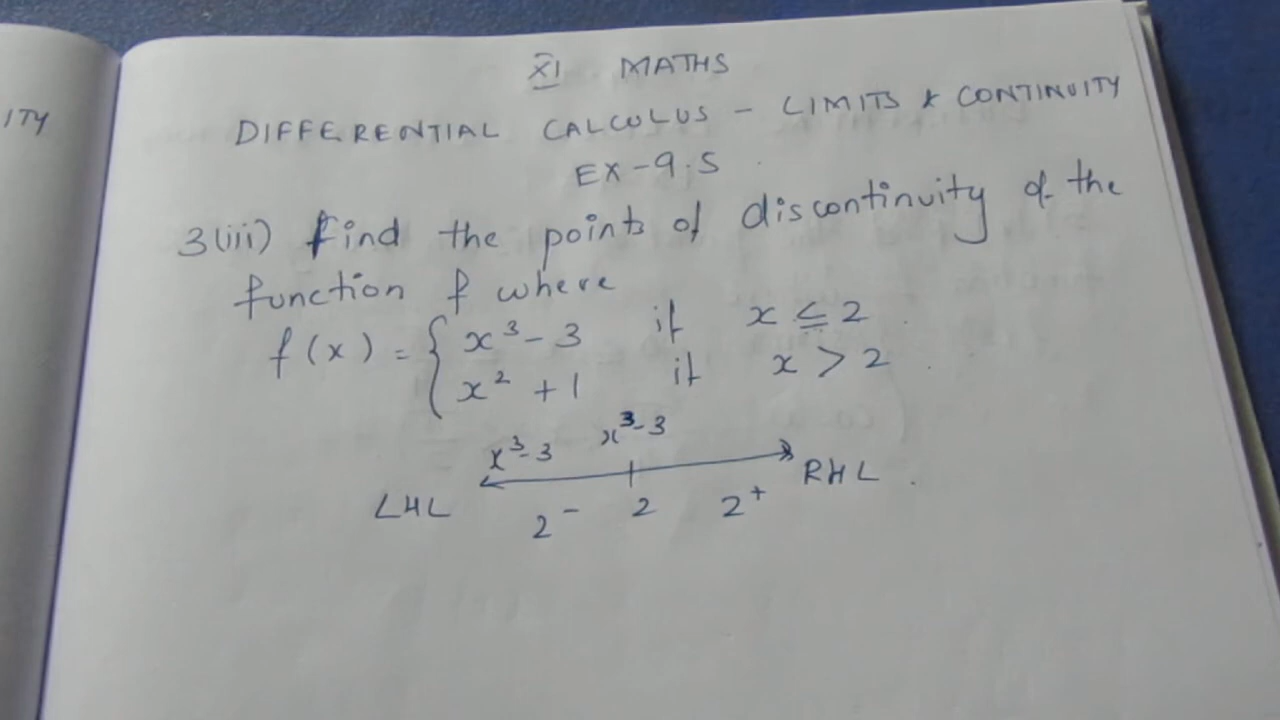 ITY
XI MATHS
DIFFERENTIAL CALCULUS - LIMITS & CONTINUITY
EX-9.5
3(iii) Find the points of discontinuity of the
function f where
f(x) = { x³ - 3 if x ≤ 2
x² + 1 if x > 2
x³-3 x³-3
LHL 2⁻ 2 2⁺ RHL